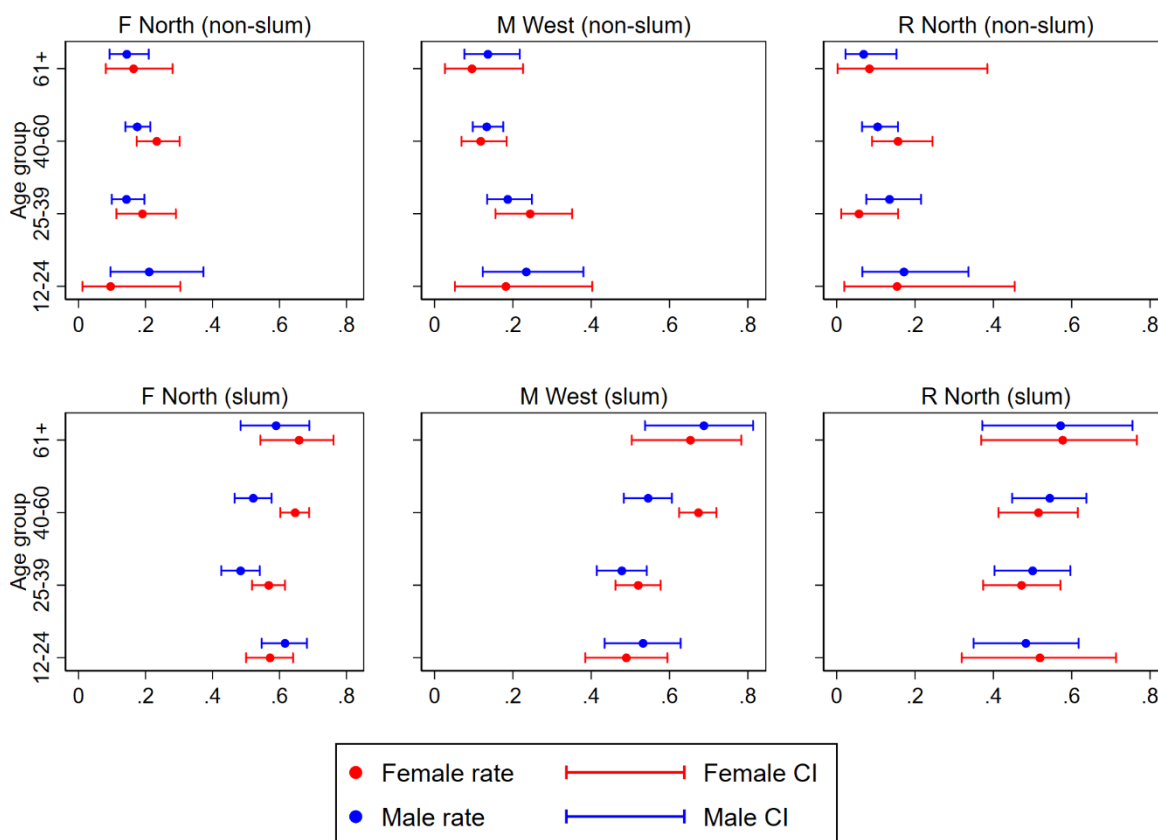 F North (non-slum) M West (non-slum) R North (non-slum)
Age group
61+
40-60
25-39
12-24
0 .2 .4 .6 .8
0 .2 .4 .6 .8
0 .2 .4 .6 .8
F North (slum) M West (slum) R North (slum)
Age group
61+
40-60
25-39
12-24
0 .2 .4 .6 .8
0 .2 .4 .6 .8
0 .2 .4 .6 .8
Female rate Female CI
Male rate Male CI